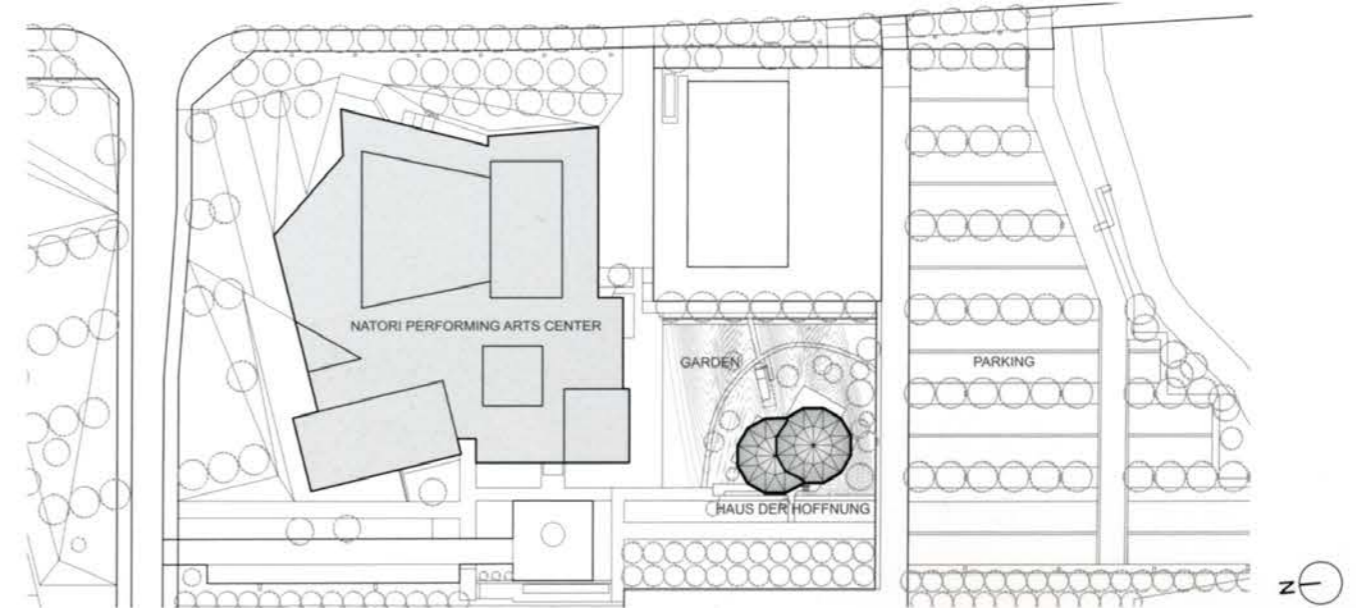 NATORI PERFORMING ARTS CENTER
GARDEN
PARKING
HAUS DER HOFFNUNG
N